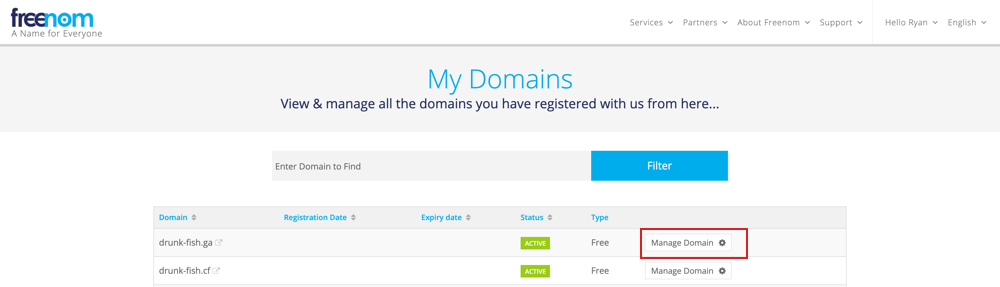 freenom
A Name for Everyone
Services Partners About Freenom Support Hello Ryan English
My Domains
View & manage all the domains you have registered with us from here...
Enter Domain to Find Filter
Domain Registration Date Expiry date Status Type
drunk-fish.ga ACTIVE Free Manage Domain
drunk-fish.cf ACTIVE Free Manage Domain